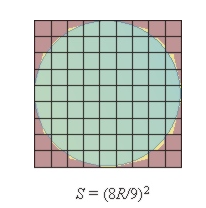 S = (8R/9)²